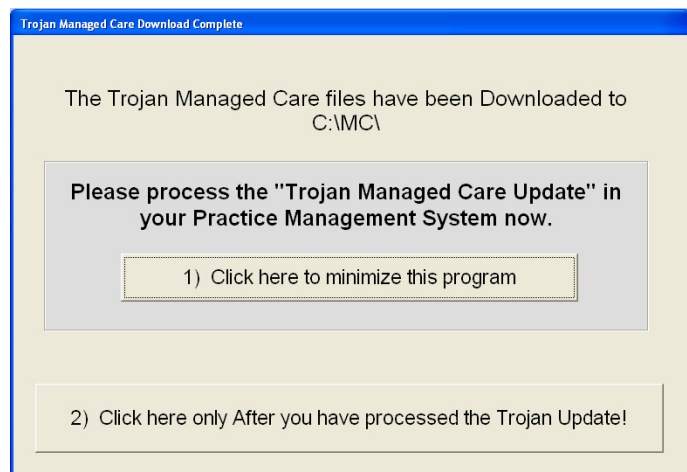 Trojan Managed Care Download Complete
The Trojan Managed Care files have been Downloaded to
C:\MC\
Please process the "Trojan Managed Care Update" in
your Practice Management System now.
1) Click here to minimize this program
2) Click here only After you have processed the Trojan Update!